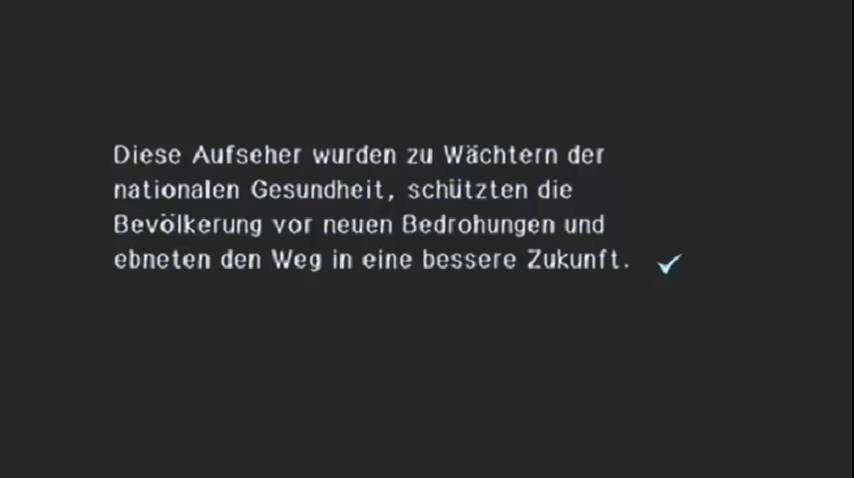 Diese Aufseher wurden zu Wächtern der
nationalen Gesundheit, schützten die
Bevölkerung vor neuen Bedrohungen und
ebneten den Weg in eine bessere Zukunft.